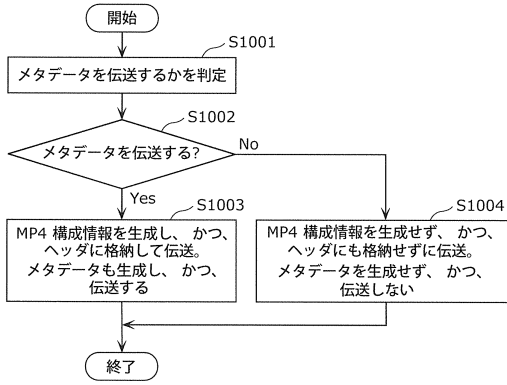 開始
S1001
メタデータを伝送するかを判定
S1002
メタデータを伝送する?
No
Yes
S1003
MP4 構成情報を生成し、 かつ、
ヘッダに格納して伝送。
メタデータも生成し、 かつ、
伝送する
S1004
MP4 構成情報を生成せず、 かつ、
ヘッダにも格納せずに伝送。
メタデータを生成せず、 かつ、
伝送しない
終了